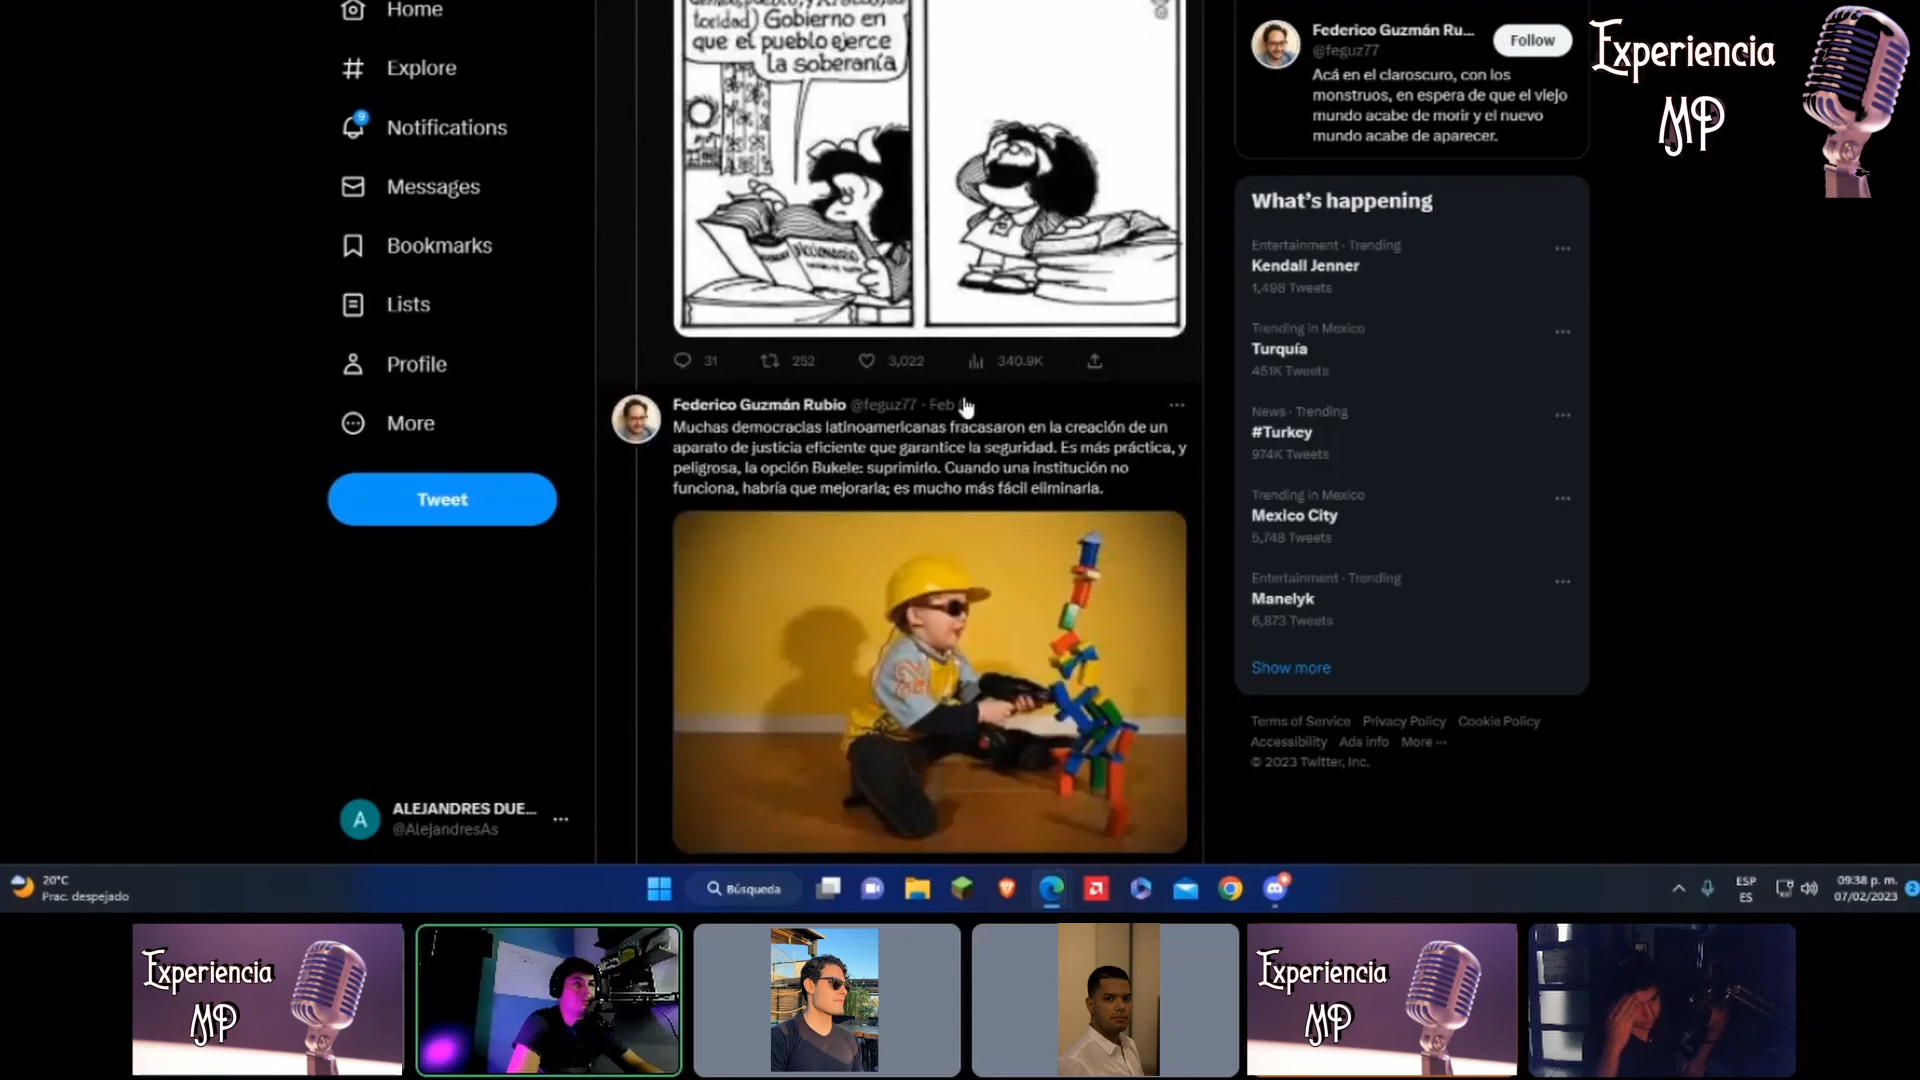 Home
Explore
9
Notifications
Messages
Bookmarks
Lists
Profile
More
Tweet
ALEJANDRES DUE...
@AlejandresAs
toridad) Gobierno en
que el pueblo ejerce
la soberanía
31
252
3,022
340.9K
Federico Guzmán Rubio @feguz77 · Feb
Muchas democracias latinoamericanas fracasaron en la creación de un
aparato de justicia eficiente que garantice la seguridad. Es más práctica, y
peligrosa, la opción Bukele: suprimirlo. Cuando una institución no
funciona, habría que mejorarla; es mucho más fácil eliminarla.
Federico Guzmán Ru...
@feguz77
Follow
Acá en el claroscuro, con los
monstruos, en espera de que el viejo
mundo acabe de morir y el nuevo
mundo acabe de aparecer.
What's happening
Entertainment · Trending
Kendall Jenner
1,498 Tweets
Trending in Mexico
Turquía
451K Tweets
News · Trending
#Turkey
974K Tweets
Trending in Mexico
Mexico City
5,748 Tweets
Entertainment · Trending
Manelyk
6,873 Tweets
Show more
Terms of Service Privacy Policy Cookie Policy
Accessibility Ads info More ···
© 2023 Twitter, Inc.
Experiencia
MP
20°C
Prac. despejado
Búsqueda
ESP
ES
09:38 p. m.
07/02/2023
2
Experiencia
MP
Experiencia
MP